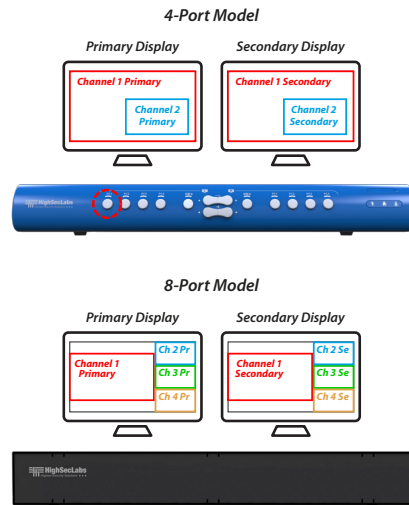 4-Port Model
Primary Display
Secondary Display
Channel 1 Primary
Channel 2
Primary
Channel 1 Secondary
Channel 2
Secondary
HighSecLabs
8-Port Model
Primary Display
Secondary Display
Channel 1
Primary
Ch 2 Pr
Ch 3 Pr
Ch 4 Pr
Channel 1
Secondary
Ch 2 Se
Ch 3 Se
Ch 4 Se
HighSecLabs